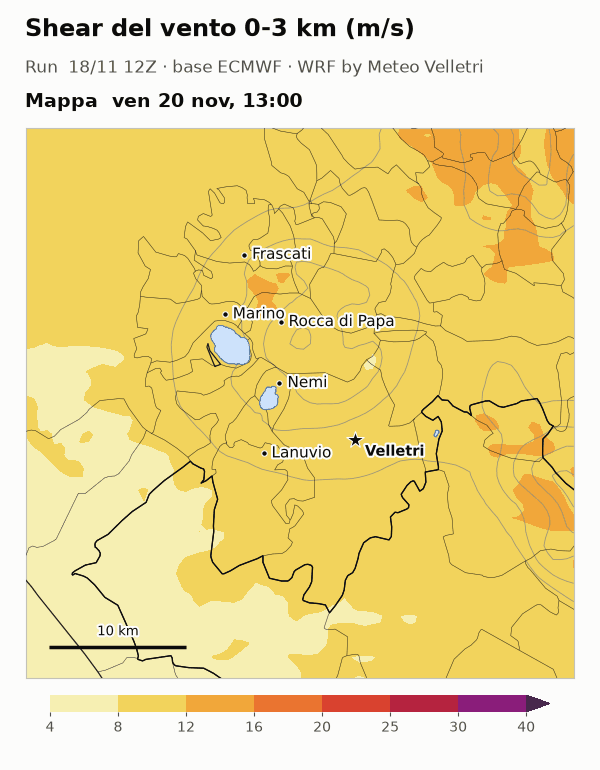 Shear del vento 0-3 km (m/s)
Run  18/11 12Z · base ECMWF · WRF by Meteo Velletri
Mappa  ven 20 nov, 13:00
Frascati
Marino
Rocca di Papa
Nemi
Velletri
Lanuvio
10 km
4 8 12 16 20 25 30 40